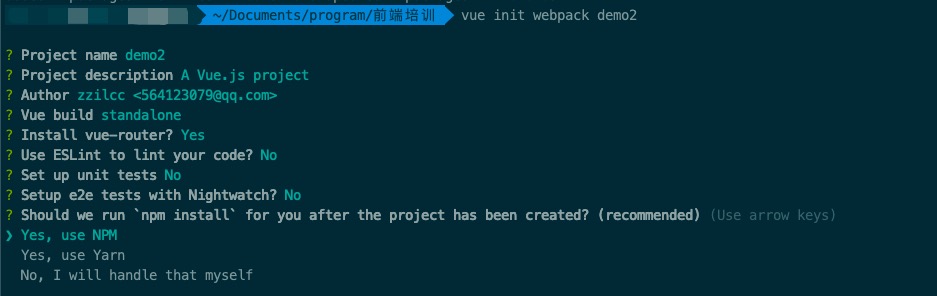 ~/Documents/program/前端培训 vue init webpack demo2
? Project name demo2
? Project description A Vue.js project
? Author zzilcc <564123079@qq.com>
? Vue build standalone
? Install vue-router? Yes
? Use ESLint to lint your code? No
? Set up unit tests No
? Setup e2e tests with Nightwatch? No
? Should we run `npm install` for you after the project has been created? (recommended) (Use arrow keys)
❯ Yes, use NPM
Yes, use Yarn
No, I will handle that myself